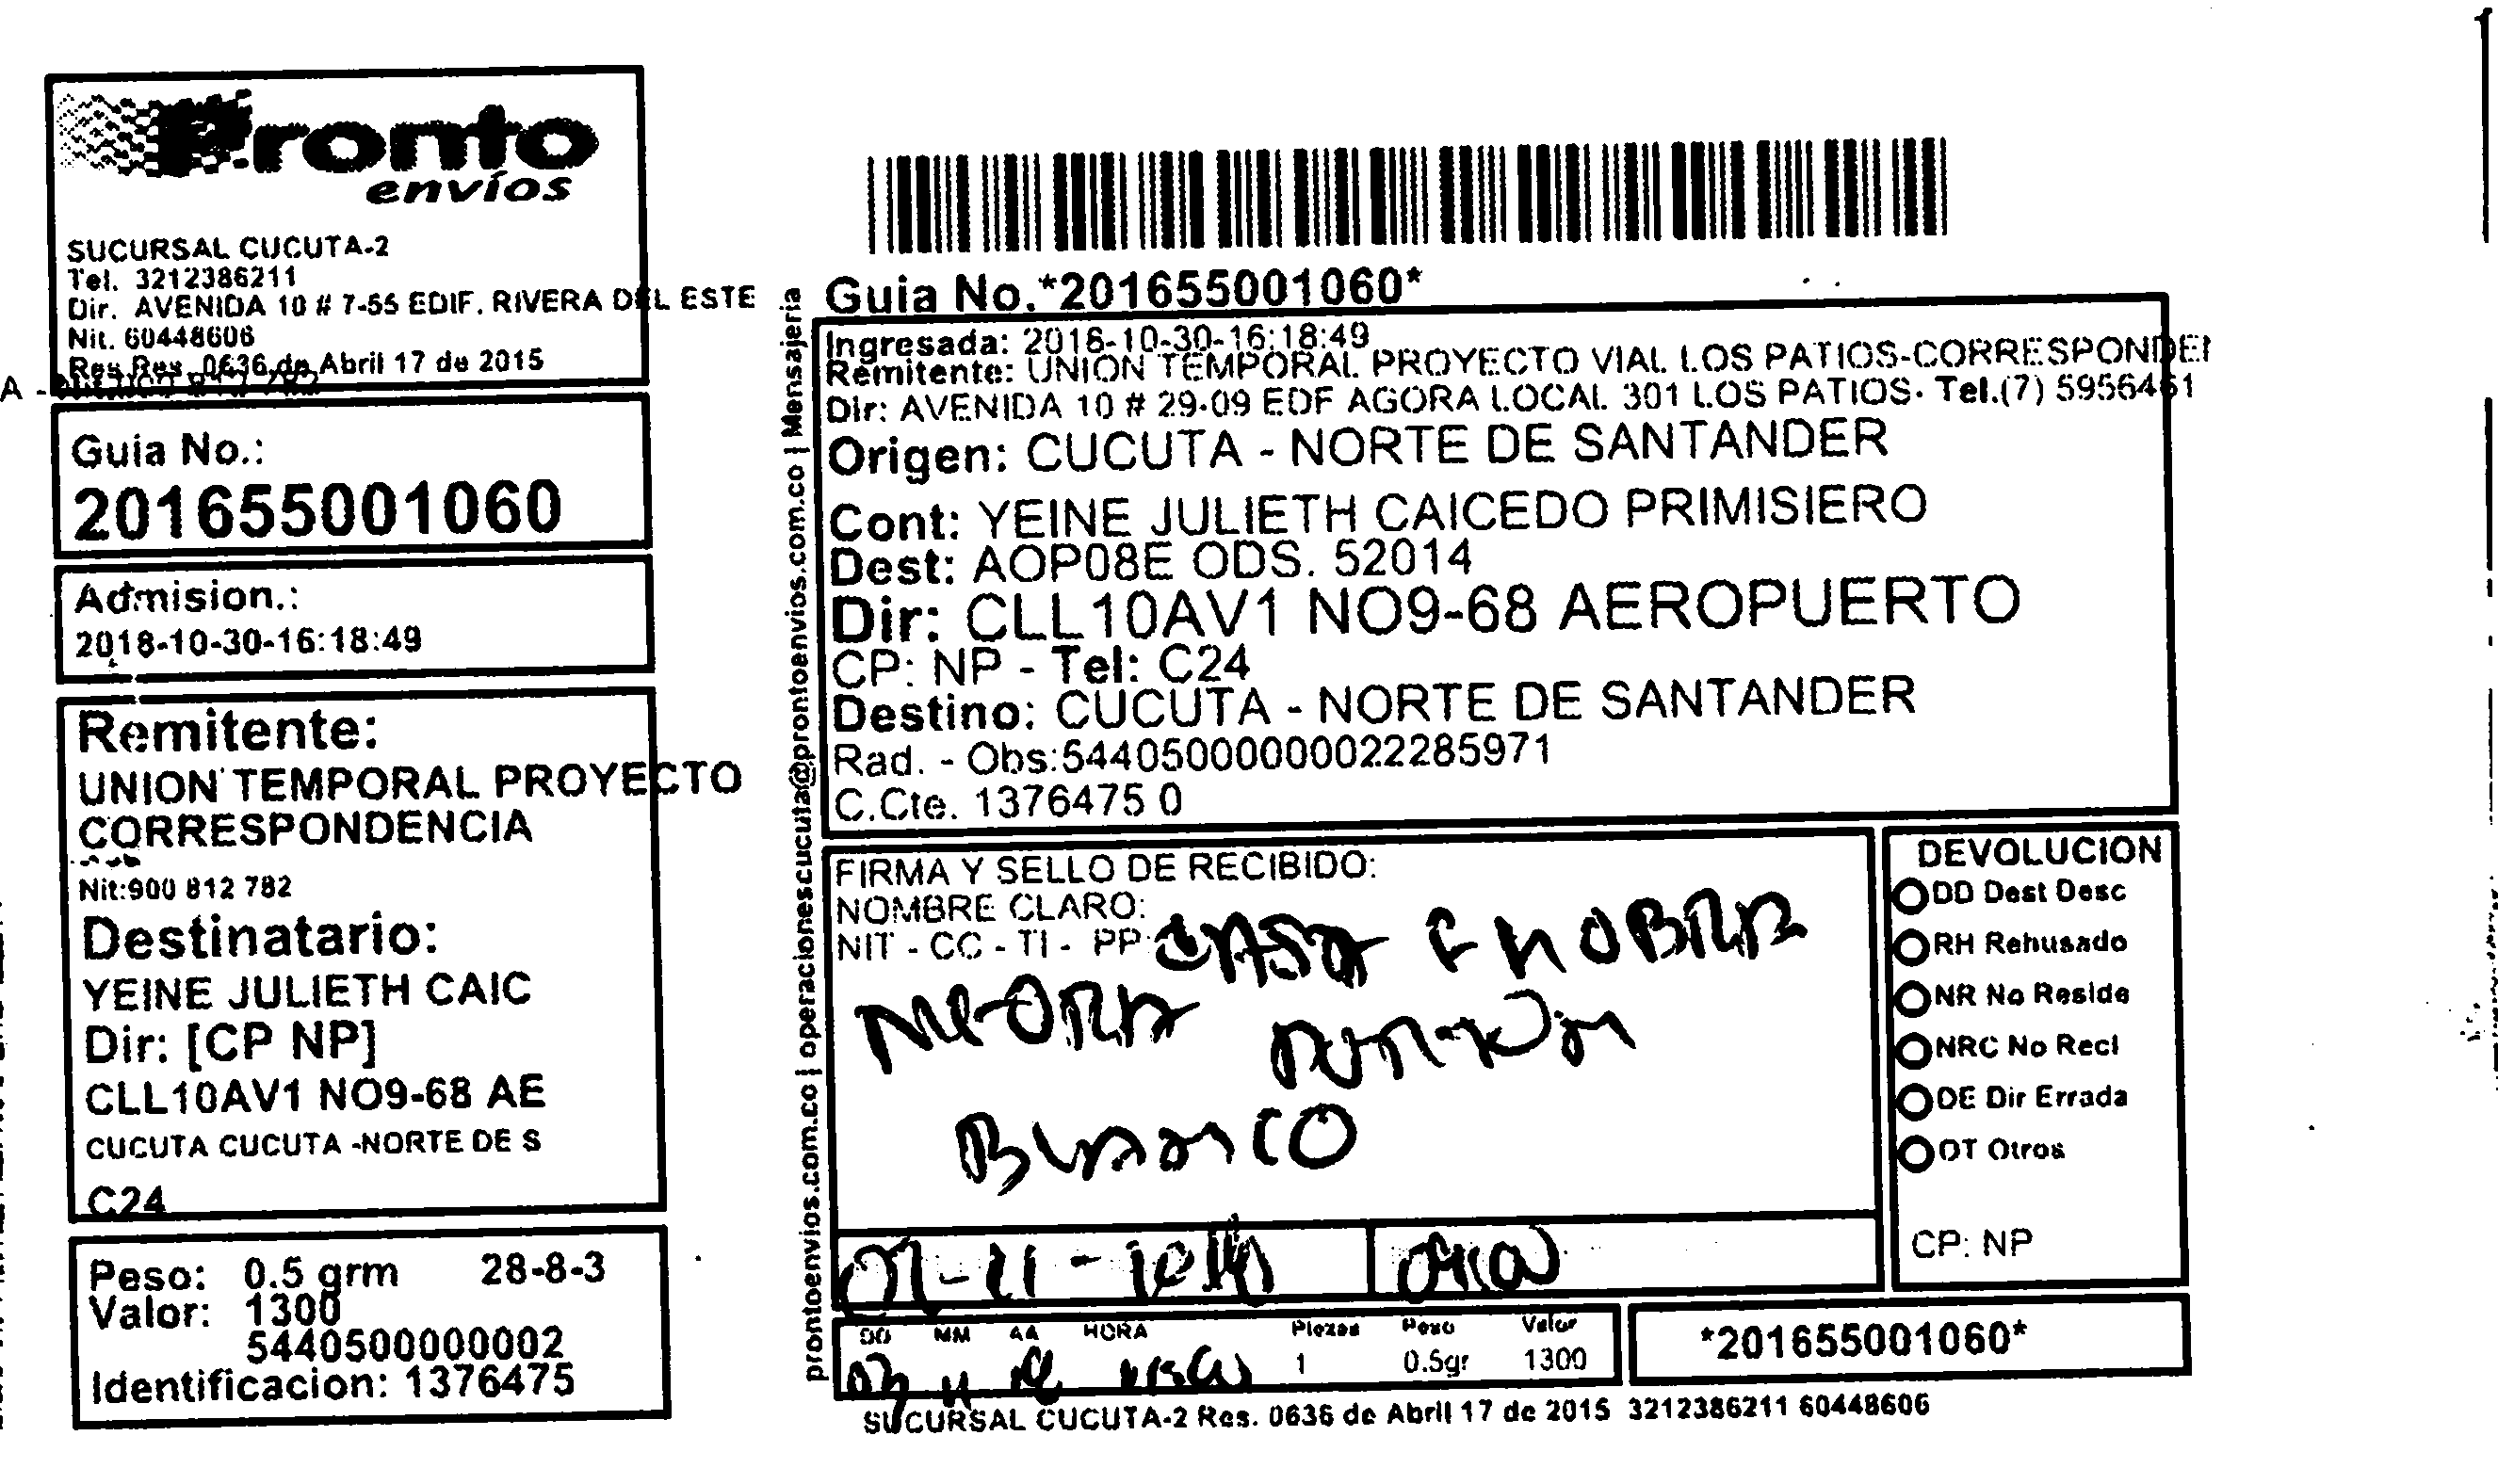 Pronto
envíos
SUCURSAL CUCUTA-2
Tel. 3212386211
Dir. AVENIDA 10 # 7-55 EDIF. RIVERA DEL ESTE
Nit. 60448606
Res Res. 0636 de Abril 17 de 2015
Guia No.:
201655001060
Admision.:
2018-10-30-16:18:49
Remitente:
UNION TEMPORAL PROYECTO
CORRESPONDENCIA
Nit:900 812 782
Destinatario:
YEINE JULIETH CAIC
Dir: [CP NP]
CLL10AV1 NO9-68 AE
CUCUTA CUCUTA -NORTE DE S
C24
Peso: 0.5 grm 28-8-3
Valor: 1300
5440500000002
Identificacion: 1376475
prontoenvios.com.co | operacionescucuta@prontoenvios.com.co | Mensajeria
Guia No.*201655001060*
Ingresada: 2018-10-30-16:18:49
Remitente: UNION TEMPORAL PROYECTO VIAL LOS PATIOS-CORRESPONDEN
Dir: AVENIDA 10 # 29-09 EDF AGORA LOCAL 301 LOS PATIOS- Tel.(7) 5956461
Origen: CUCUTA - NORTE DE SANTANDER
Cont: YEINE JULIETH CAICEDO PRIMISIERO
Dest: AOP08E ODS. 52014
Dir: CLL10AV1 NO9-68 AEROPUERTO
CP: NP - Tel: C24
Destino: CUCUTA - NORTE DE SANTANDER
Rad. - Obs:544050000000022285971
C.Cte. 1376475 0
FIRMA Y SELLO DE RECIBIDO:
NOMBRE CLARO:
NIT - CC - TI - PP
CASA
Blanco
DEVOLUCION
DD Dest Desc
RH Rehusado
NR No Reside
NRC No Recl
DE Dir Errada
OT Otros
CP: NP
DD MM AA HORA Piezas Peso Valor
1 0.5gr 1300
*201655001060*
SUCURSAL CUCUTA-2 Res. 0636 de Abril 17 de 2015 3212386211 60448606